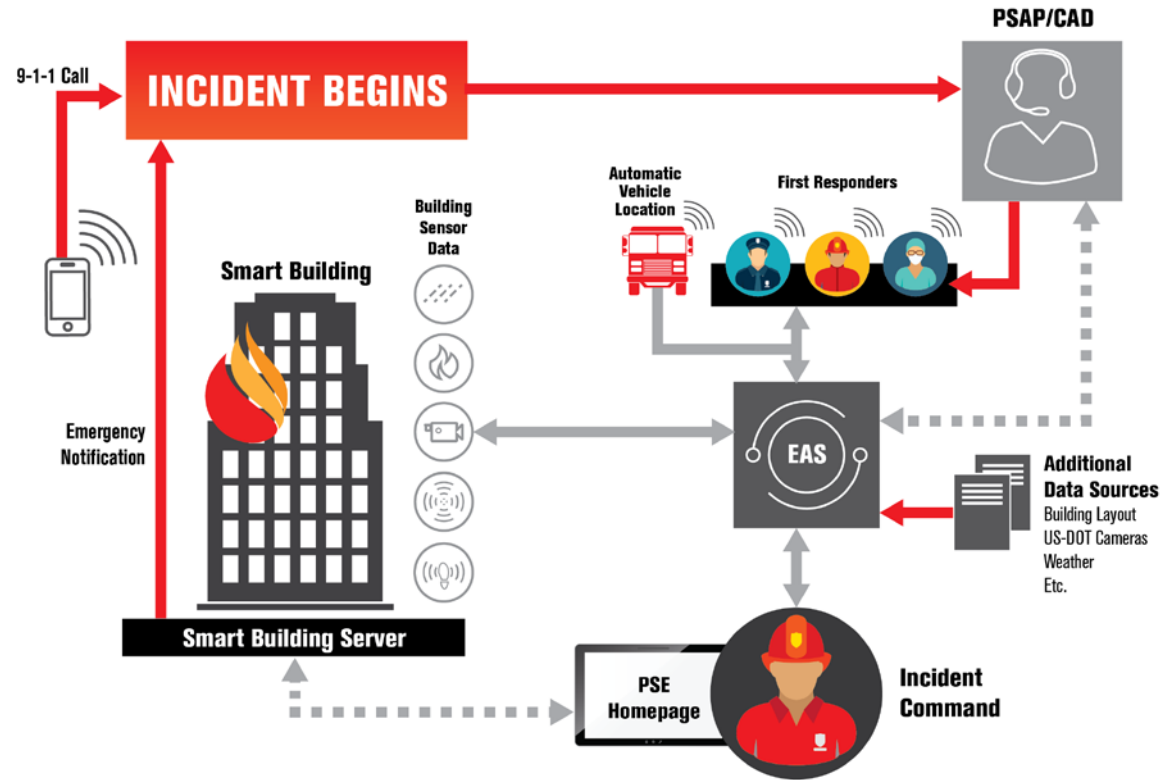 PSAP/CAD
9-1-1 Call
INCIDENT BEGINS
Automatic
Vehicle
Location
First Responders
Building
Sensor
Data
Smart Building
Emergency
Notification
EAS
Additional
Data Sources
Building Layout
US-DOT Cameras
Weather
Etc.
Smart Building Server
PSE
Homepage
Incident
Command